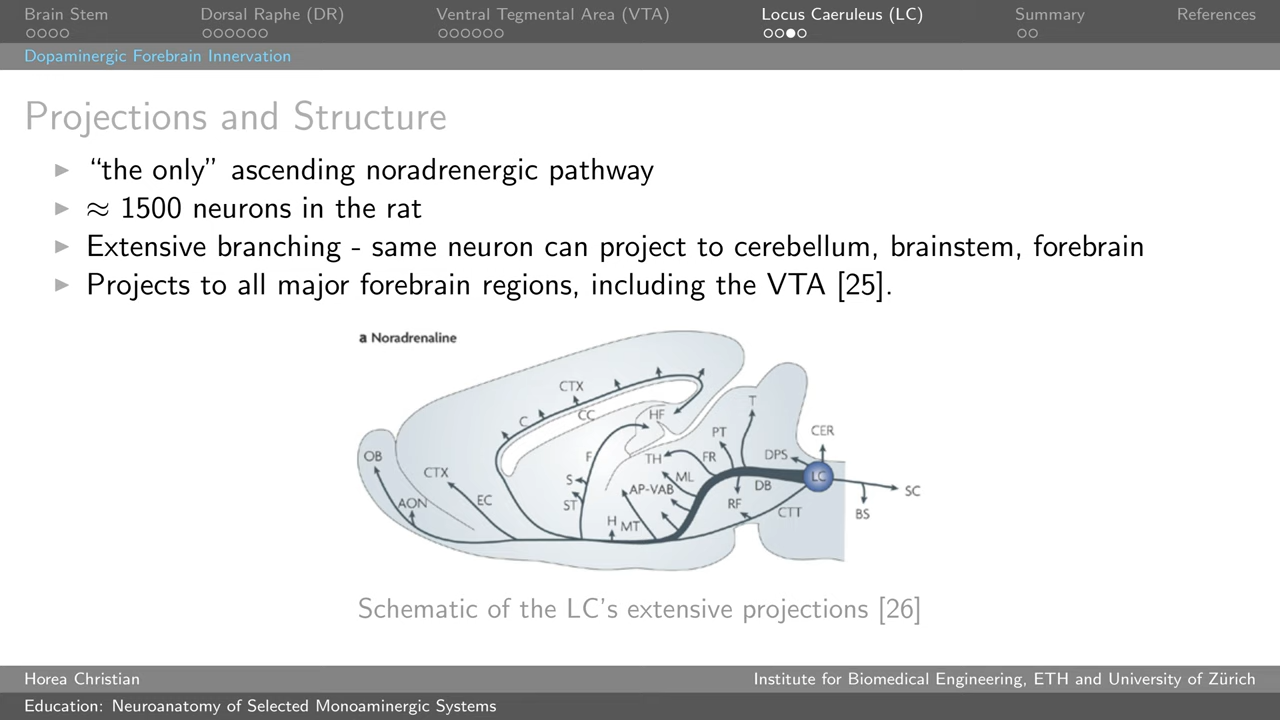 Brain Stem
Dorsal Raphe (DR)
Ventral Tegmental Area (VTA)
Locus Caeruleus (LC)
Summary
References
Dopaminergic Forebrain Innervation
Projections and Structure
“the only” ascending noradrenergic pathway
≈ 1500 neurons in the rat
Extensive branching - same neuron can project to cerebellum, brainstem, forebrain
Projects to all major forebrain regions, including the VTA [25].
a Noradrenaline
CTX
C
CC
HF
T
PT
CER
OB
CTX
F
TH
FR
DPS
S
ML
LC
AP-VAB
DB
SC
AON
EC
ST
RF
CTT
BS
H
MT
Schematic of the LC’s extensive projections [26]
Horea Christian
Institute for Biomedical Engineering, ETH and University of Zürich
Education: Neuroanatomy of Selected Monoaminergic Systems